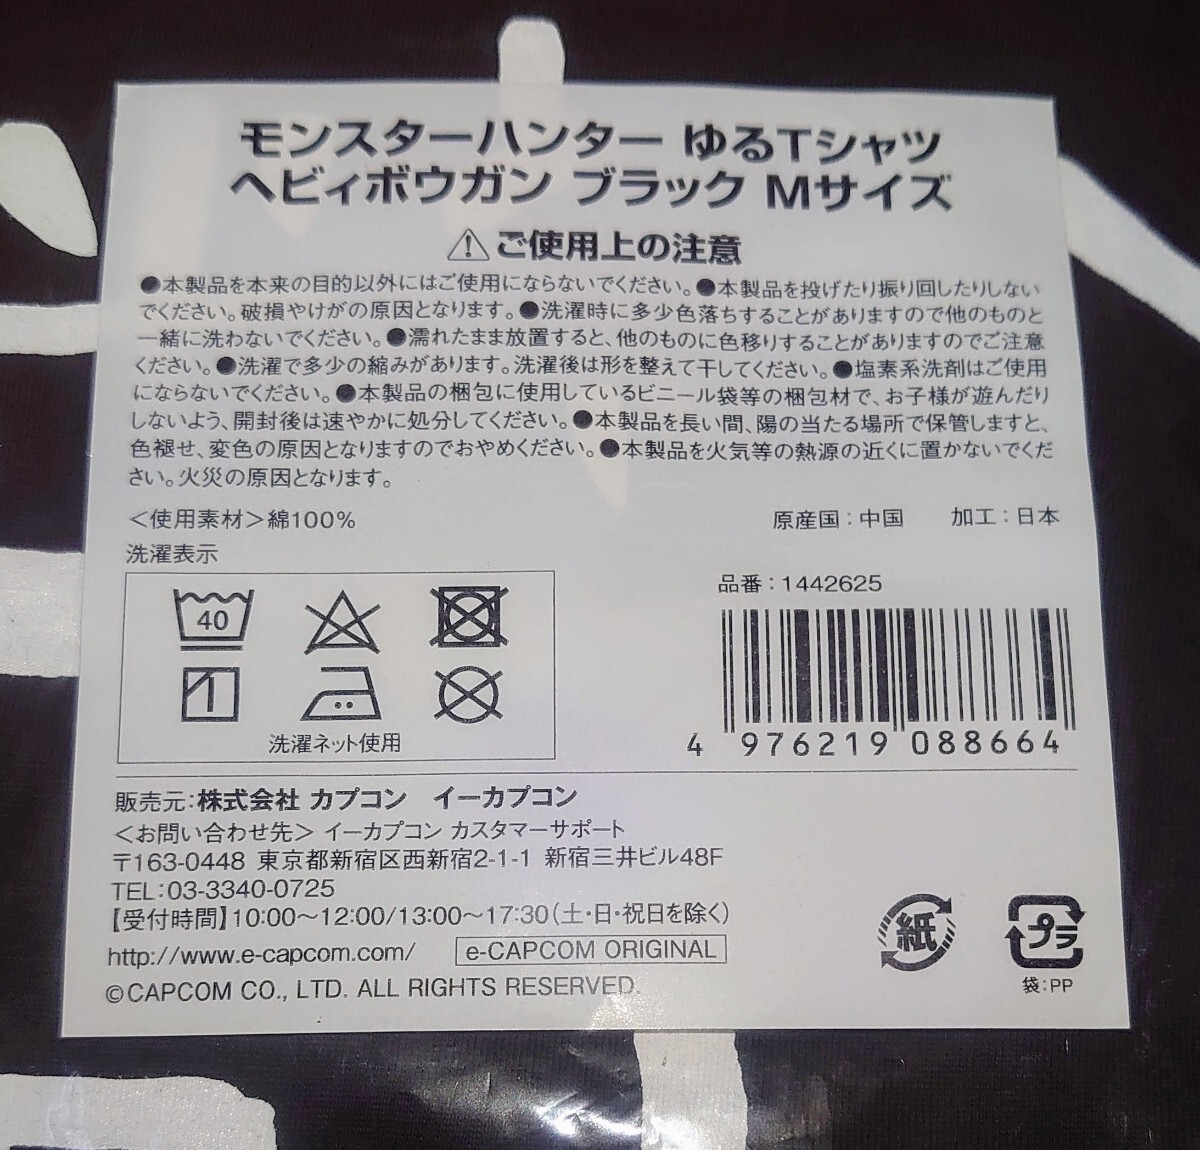 モンスターハンター ゆるTシャツ
ヘビィボウガン ブラック Mサイズ
⚠ご使用上の注意
●本製品を本来の目的以外にはご使用にならないでください。●本製品を投げたり振り回したりしない
でください。破損やけがの原因となります。●洗濯時に多少色落ちすることがありますので他のものと
一緒に洗わないでください。●濡れたまま放置すると、他のものに色移りすることがありますのでご注意
ください。●洗濯で多少の縮みがあります。洗濯後は形を整えて干してください。●塩素系洗剤はご使用
にならないでください。●本製品の梱包に使用しているビニール袋等の梱包材で、お子様が遊んだり
しないよう、開封後は速やかに処分してください。●本製品を長い間、陽の当たる場所で保管しますと、
色褪せ、変色の原因となりますのでおやめください。●本製品を火気等の熱源の近くに置かないでくだ
さい。火災の原因となります。
＜使用素材＞綿100%
原産国：中国 加工：日本
洗濯表示
40
洗濯ネット使用
品番：1442625
4 976219 088664
販売元：株式会社 カプコン イーカプコン
＜お問い合わせ先＞ イーカプコン カスタマーサポート
〒163-0448 東京都新宿区西新宿2-1-1 新宿三井ビル48F
TEL：03-3340-0725
【受付時間】10:00～12:00/13:00～17:30（土・日・祝日を除く）
http://www.e-capcom.com/ e-CAPCOM ORIGINAL
©CAPCOM CO., LTD. ALL RIGHTS RESERVED.
紙
プラ
袋：PP